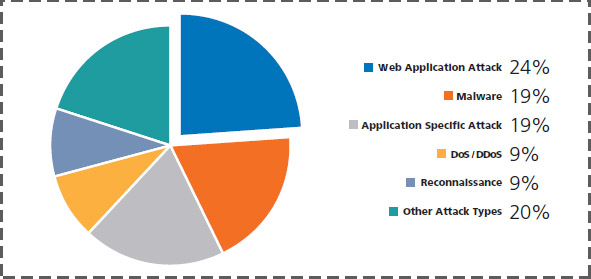 Web Application Attack 24%
Malware 19%
Application Specific Attack 19%
DoS / DDoS 9%
Reconnaissance 9%
Other Attack Types 20%